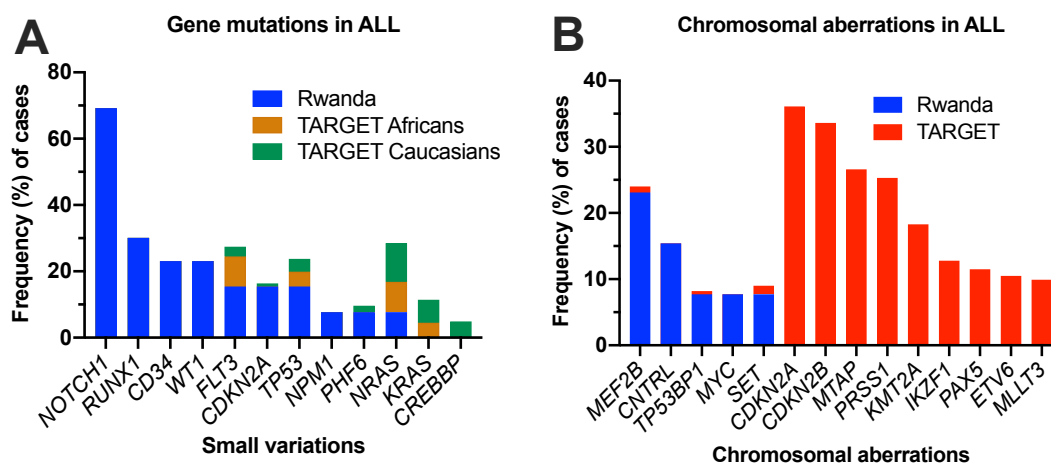 A
Gene mutations in ALL
Frequency (%) of cases
80
60
40
20
0
Rwanda
TARGET Africans
TARGET Caucasians
NOTCH1
RUNX1
CD34
WT1
FLT3
CDKN2A
TP53
NPM1
PHF6
NRAS
KRAS
CREBBP
Small variations
B
Chromosomal aberrations in ALL
Frequency (%) of cases
40
30
20
10
0
Rwanda
TARGET
MEF2B
CNTRL
TP53BP1
MYC
SET
CDKN2A
CDKN2B
MTAP
PRSS1
KMT2A
IKZF1
PAX5
ETV6
MLLT3
Chromosomal aberrations